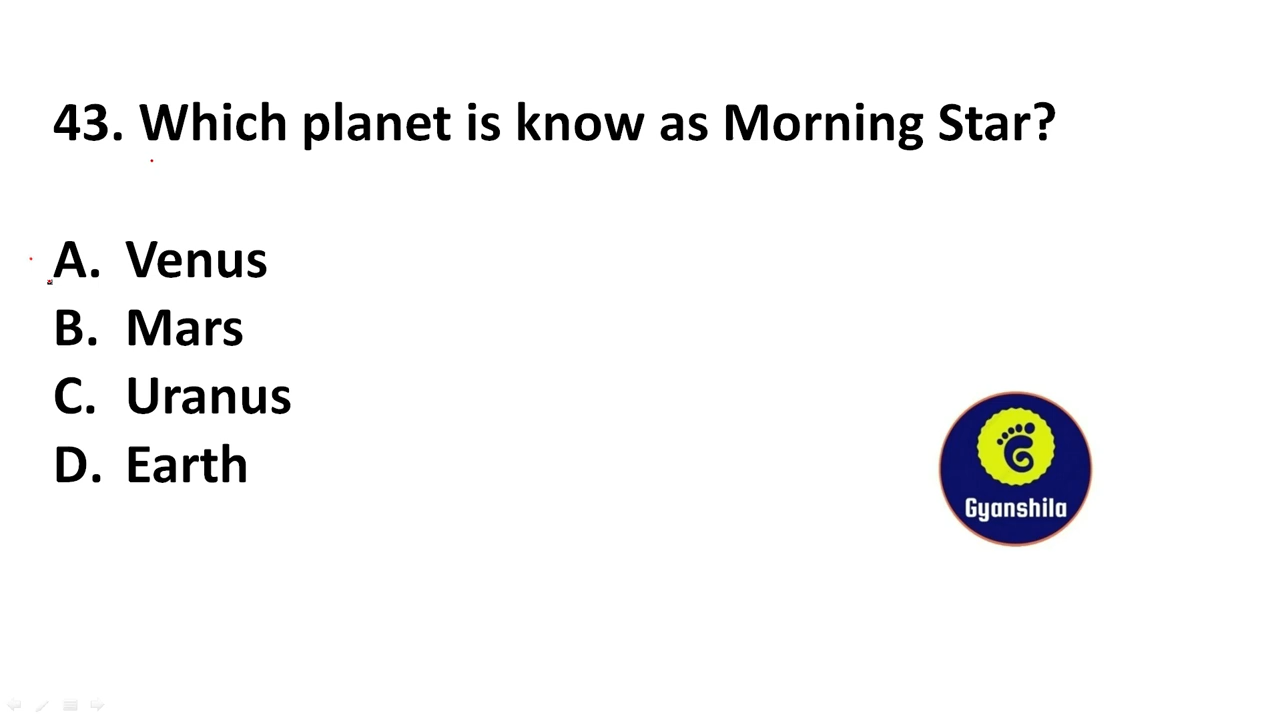 43. Which planet is know as Morning Star?
A. Venus
B. Mars
C. Uranus
D. Earth
Gyanshila